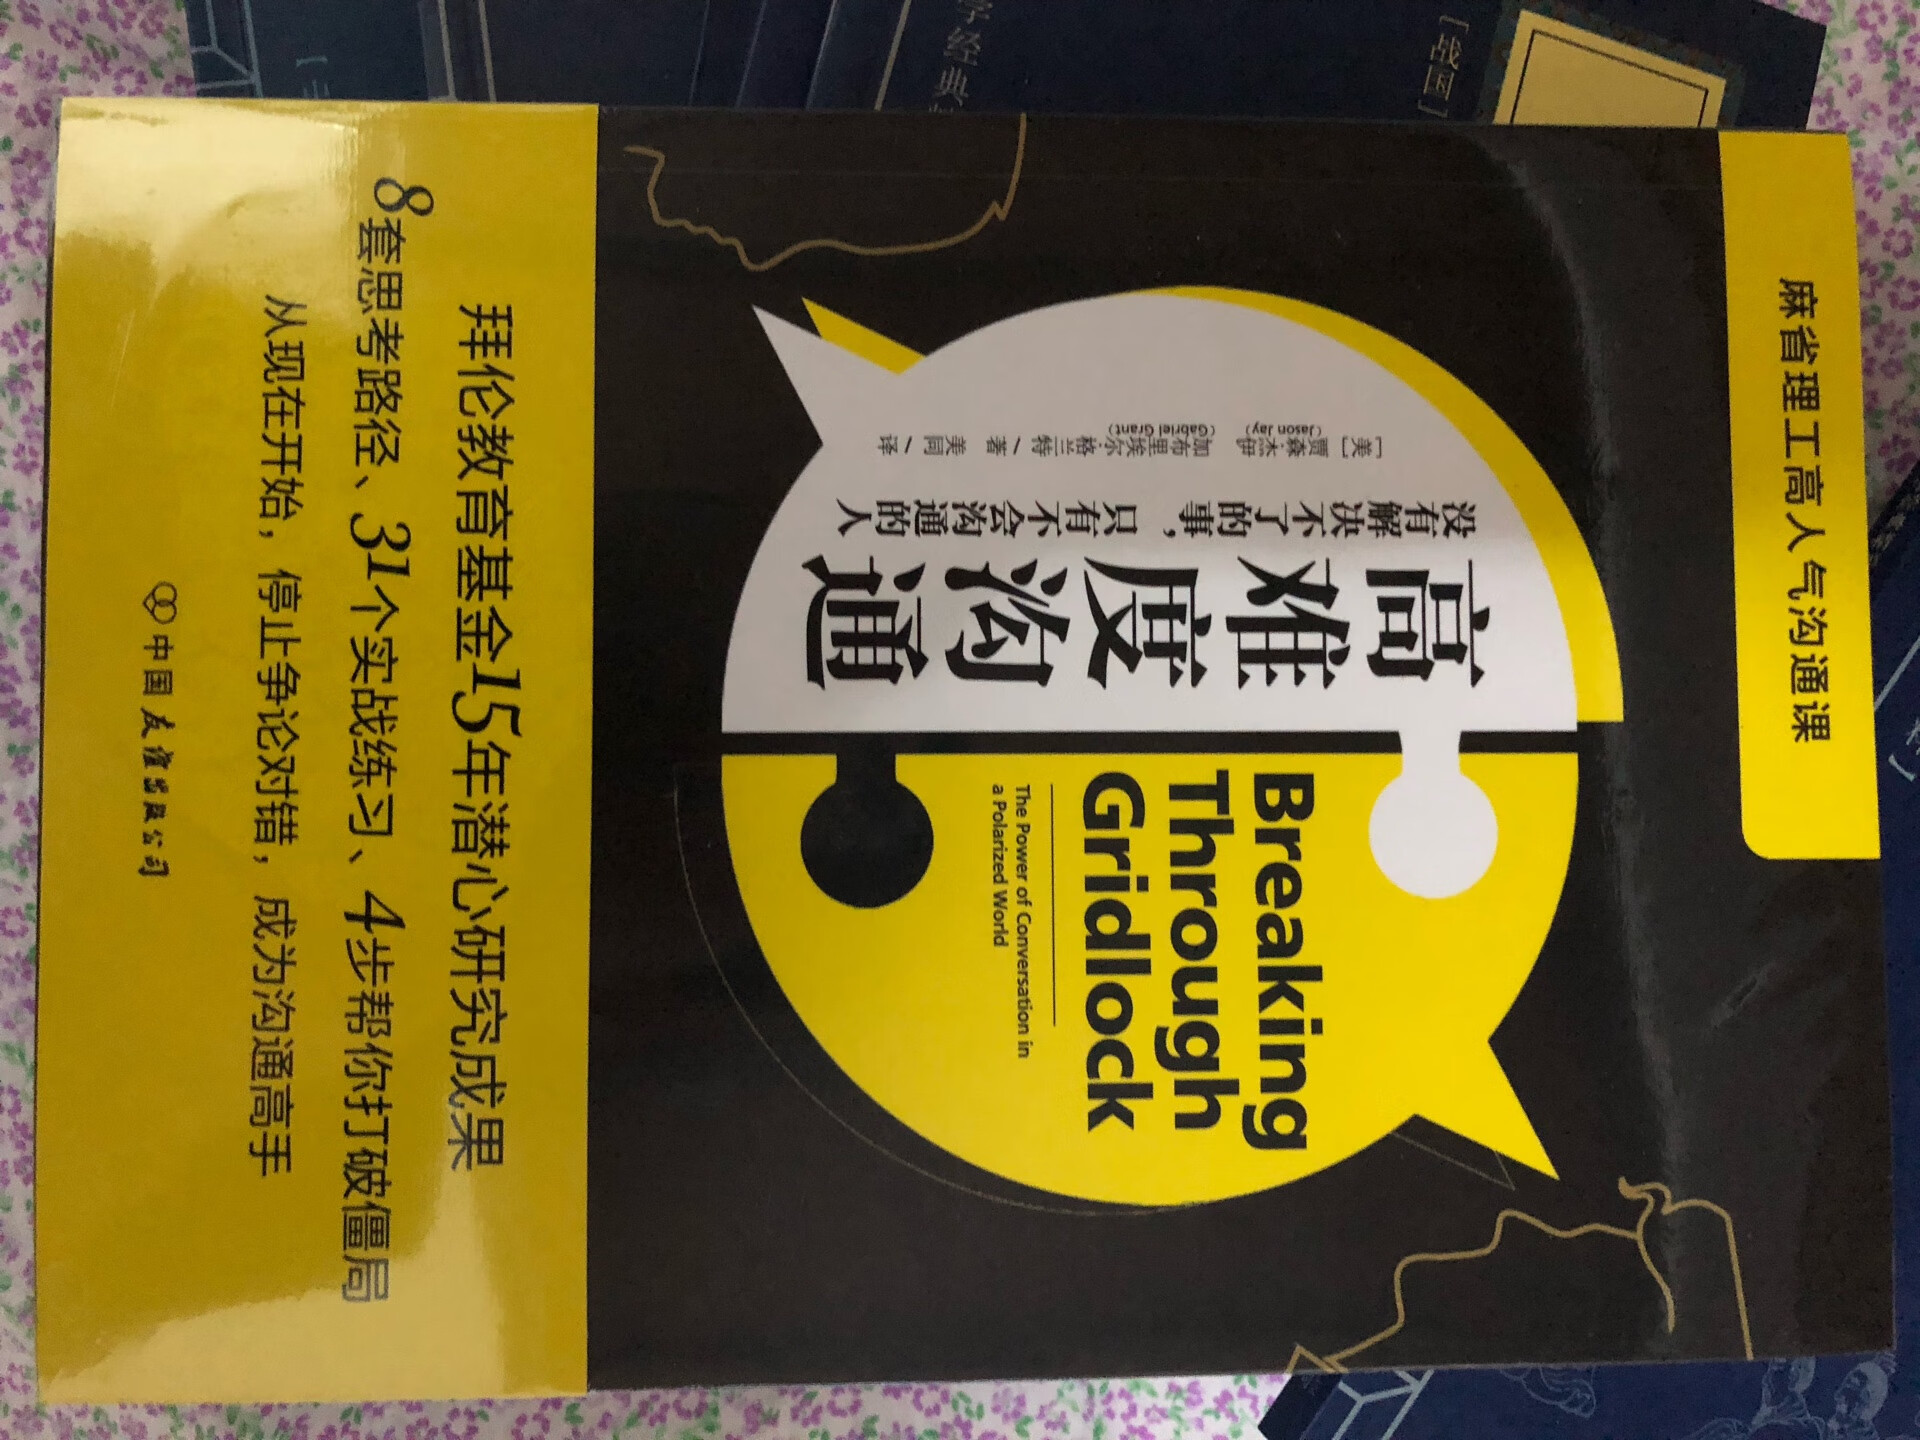 麻省理工高人气沟通课
高难度沟通
没有解决不了的事，只有不会沟通的人
[美] 贾森·杰伊 加布里埃尔·格兰特 / 著 美同 / 译
(Jason Jay) (Gabriel Grant)
Breaking
Through
Gridlock
The Power of Conversation in
a Polarized World
拜伦教育基金15年潜心研究成果
8套思考路径、31个实战练习、4步帮你打破僵局
从现在开始，停止争论对错，成为沟通高手
中国友谊出版公司